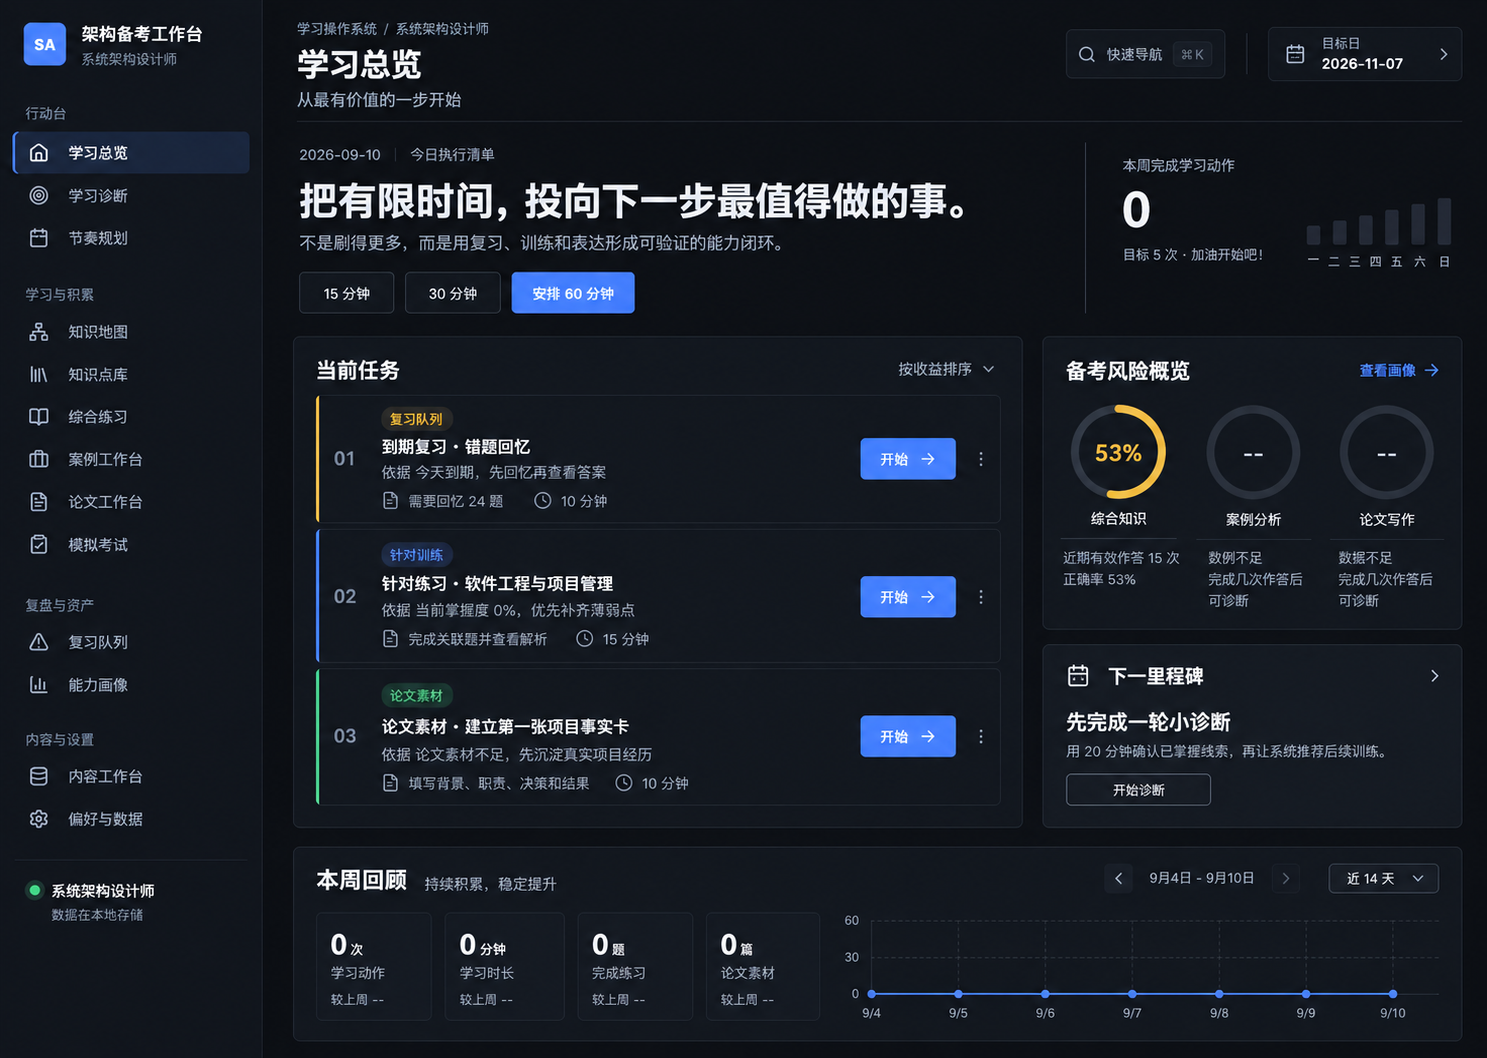 SA
架构备考工作台
系统架构设计师
行动台
学习总览
学习诊断
节奏规划
学习与积累
知识地图
知识点库
综合练习
案例工作台
论文工作台
模拟考试
复盘与资产
复习队列
能力画像
内容与设置
内容工作台
偏好与数据
系统架构设计师
数据在本地存储
学习操作系统 / 系统架构设计师
学习总览
从最有价值的一步开始
快速导航 ⌘K
目标日
2026-11-07
2026-09-10 今日执行清单
把有限时间，投向下一步最值得做的事。
不是刷得更多，而是用复习、训练和表达形成可验证的能力闭环。
15 分钟 30 分钟 安排 60 分钟
本周完成学习动作
0
目标 5 次 · 加油开始吧！
一 二 三 四 五 六 日
当前任务 按收益排序
01
复习队列
到期复习 · 错题回忆
依据 今天到期，先回忆再查看答案
需要回忆 24 题 10 分钟
开始
02
针对训练
针对练习 · 软件工程与项目管理
依据 当前掌握度 0%，优先补齐薄弱点
完成关联题并查看解析 15 分钟
开始
03
论文素材
论文素材 · 建立第一张项目事实卡
依据 论文素材不足，先沉淀真实项目经历
填写背景、职责、决策和结果 10 分钟
开始
备考风险概览 查看画像
53%
综合知识
近期有效作答 15 次
正确率 53%
--
案例分析
数例不足
完成几次作答后
可诊断
--
论文写作
数据不足
完成几次作答后
可诊断
下一里程碑
先完成一轮小诊断
用 20 分钟确认已掌握线索，再让系统推荐后续训练。
开始诊断
本周回顾 持续积累，稳定提升
9月4日 - 9月10日
近 14 天
0 次
学习动作
较上周 --
0 分钟
学习时长
较上周 --
0 题
完成练习
较上周 --
0 篇
论文素材
较上周 --
60
30
0
9/4 9/5 9/6 9/7 9/8 9/9 9/10